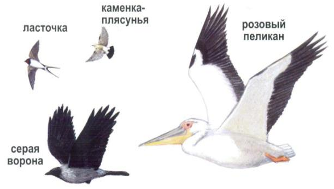 ласточка
каменка-
плясунья
розовый
пеликан
серая
ворона